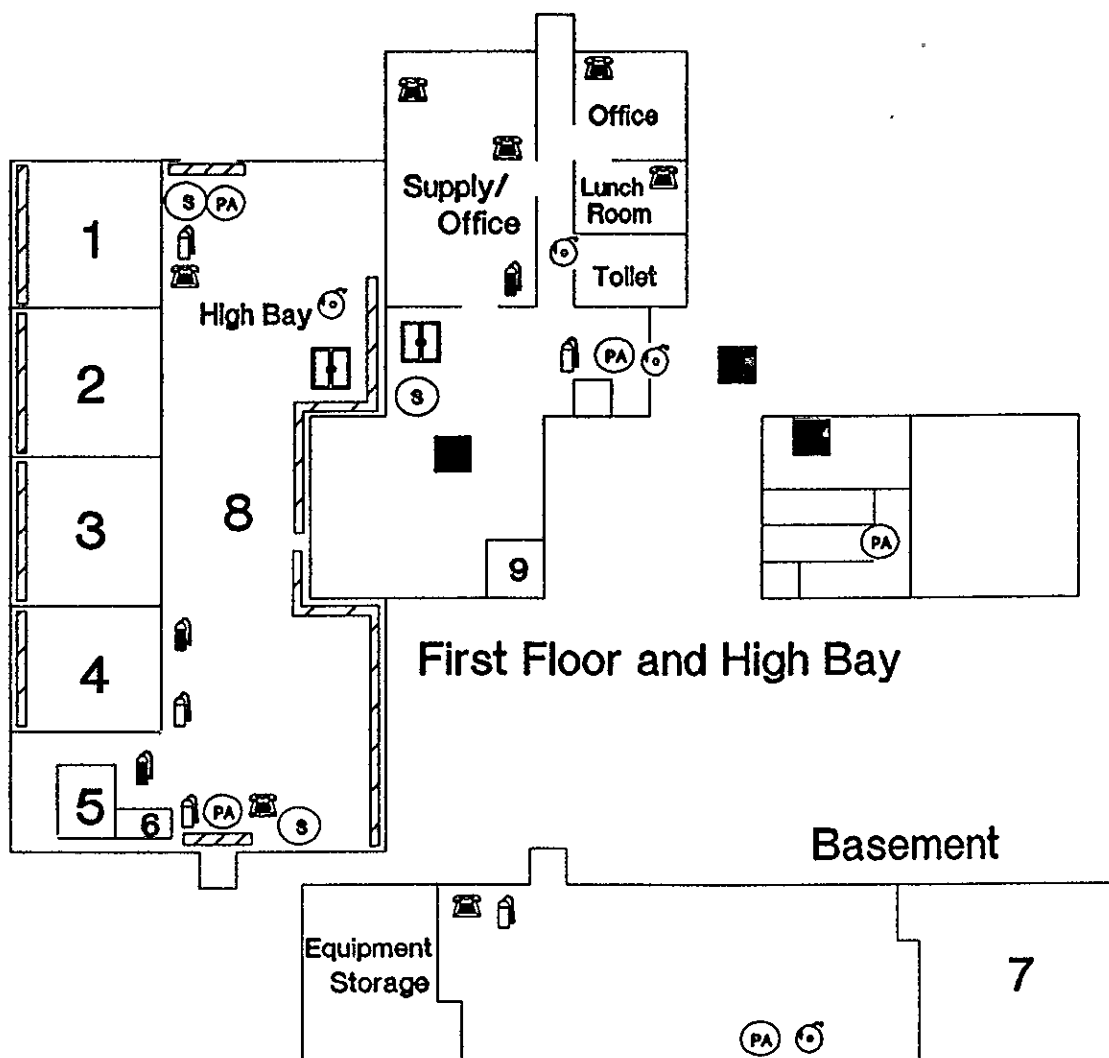 Office
Supply/
Office
Lunch
Room
Toilet
1
S
PA
High Bay
2
PA
S
3
8
9
PA
4
First Floor and High Bay
5
6
PA
S
Basement
Equipment
Storage
7
PA